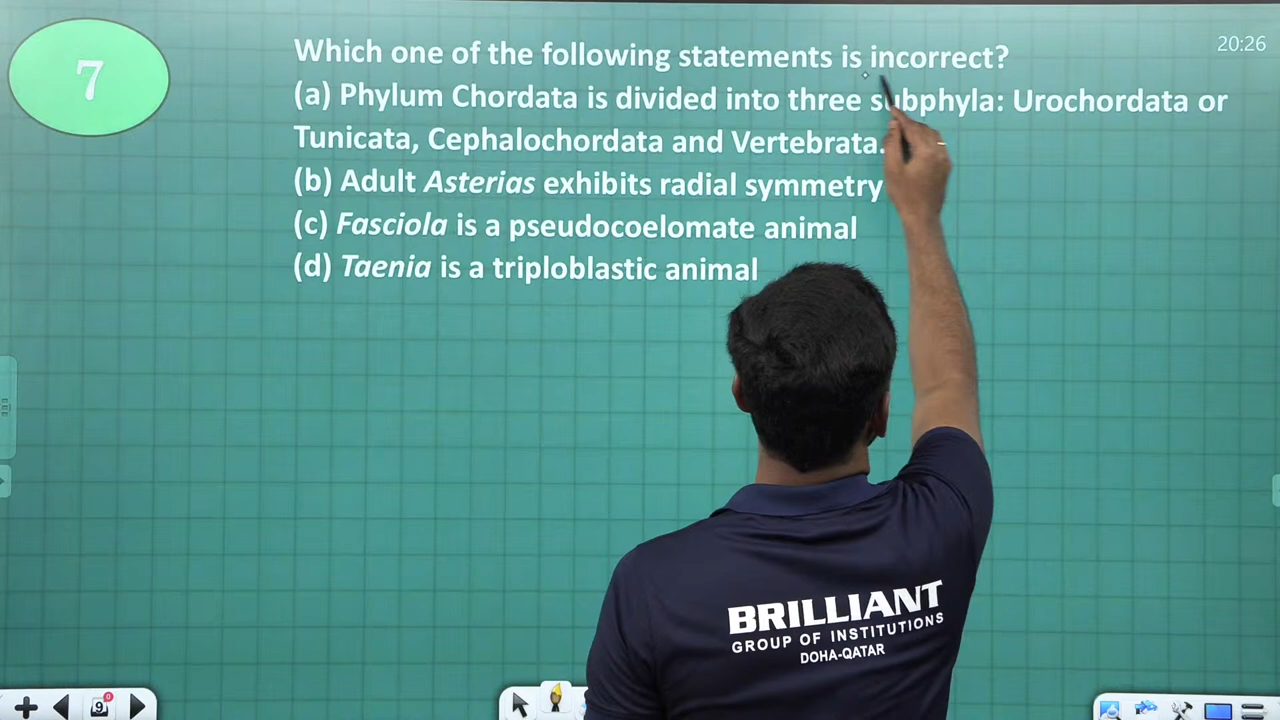 7
20:26
Which one of the following statements is incorrect?
(a) Phylum Chordata is divided into three subphyla: Urochordata or
Tunicata, Cephalochordata and Vertebrata.
(b) Adult Asterias exhibits radial symmetry
(c) Fasciola is a pseudocoelomate animal
(d) Taenia is a triploblastic animal
BRILLIANT
GROUP OF INSTITUTIONS
DOHA-QATAR
9
0